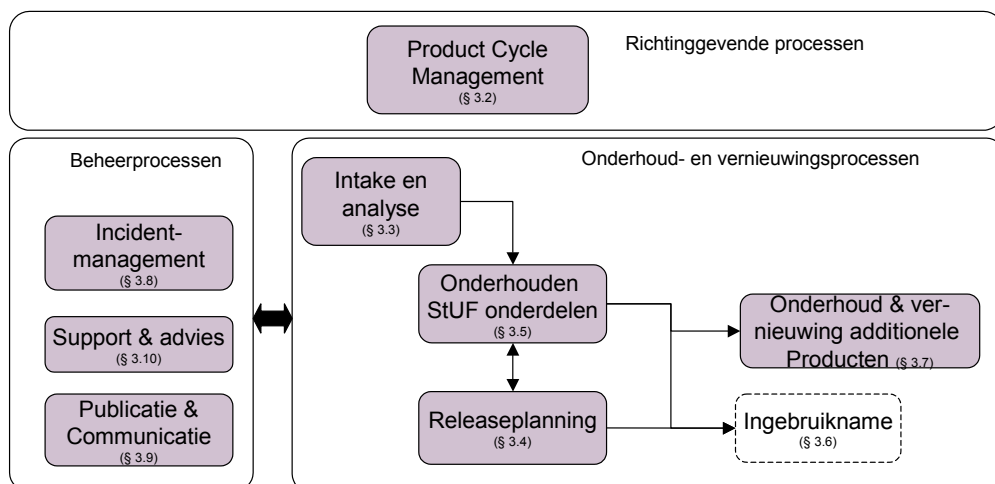 Richtinggevende processen
Product Cycle
Management
(§ 3.2)
Beheerprocessen
Incident-
management
(§ 3.8)
Support & advies
(§ 3.10)
Publicatie &
Communicatie
(§ 3.9)
Onderhoud- en vernieuwingsprocessen
Intake en
analyse
(§ 3.3)
Onderhouden
StUF onderdelen
(§ 3.5)
Onderhoud & ver-
nieuwing additionele
Producten (§ 3.7)
Releaseplanning
(§ 3.4)
Ingebruikname
(§ 3.6)